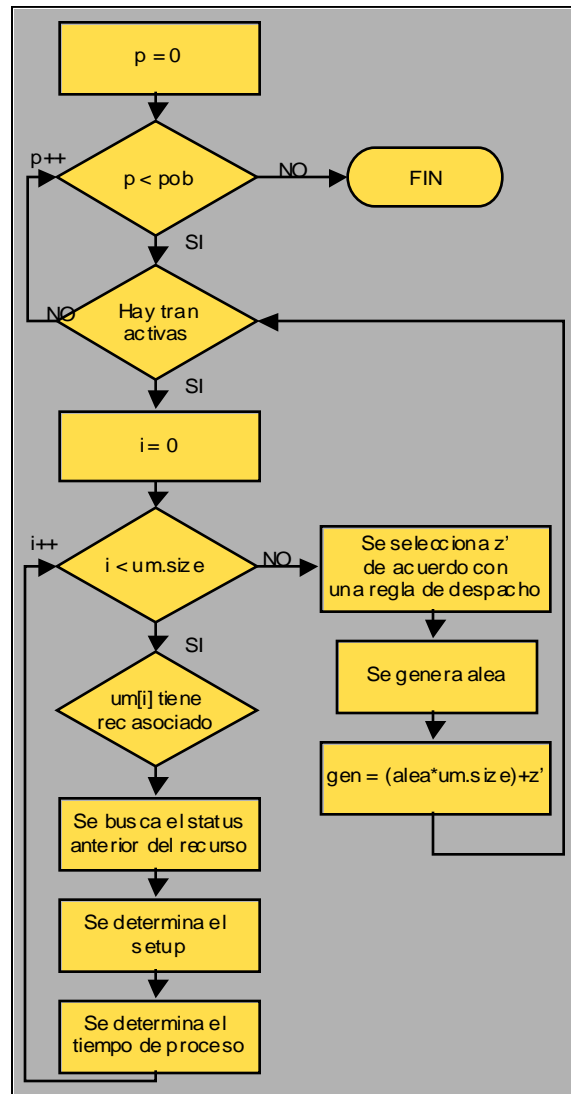 p = 0
p++
p < pob
NO
FIN
SI
Hay tran
activas
NO
SI
i = 0
i++
i < um.size
NO
Se selecciona z'
de acuerdo con
una regla de despacho
SI
um[i] tiene
rec asociado
Se genera alea
gen = (alea*um.size)+z'
Se busca el status
anterior del recurso
Se determina el
setup
Se determina el
tiempo de proceso